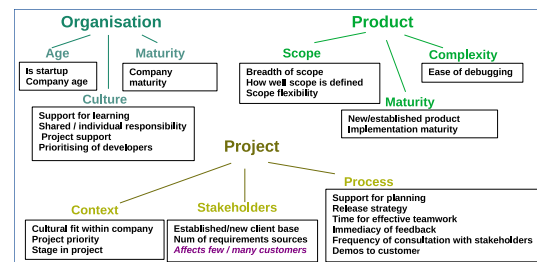 Organisation
Product
Age
Maturity
Is startup
Company age
Company
maturity
Culture
Support for learning
Shared / individual responsibility
Project support
Prioritising of developers
Scope
Complexity
Breadth of scope
How well scope is defined
Scope flexibility
Ease of debugging
Maturity
New/established product
Implementation maturity
Project
Context
Stakeholders
Process
Cultural fit within company
Project priority
Stage in project
Established/new client base
Num of requirements sources
Affects few / many customers
Support for planning
Release strategy
Time for effective teamwork
Immediacy of feedback
Frequency of consultation with stakeholders
Demos to customer